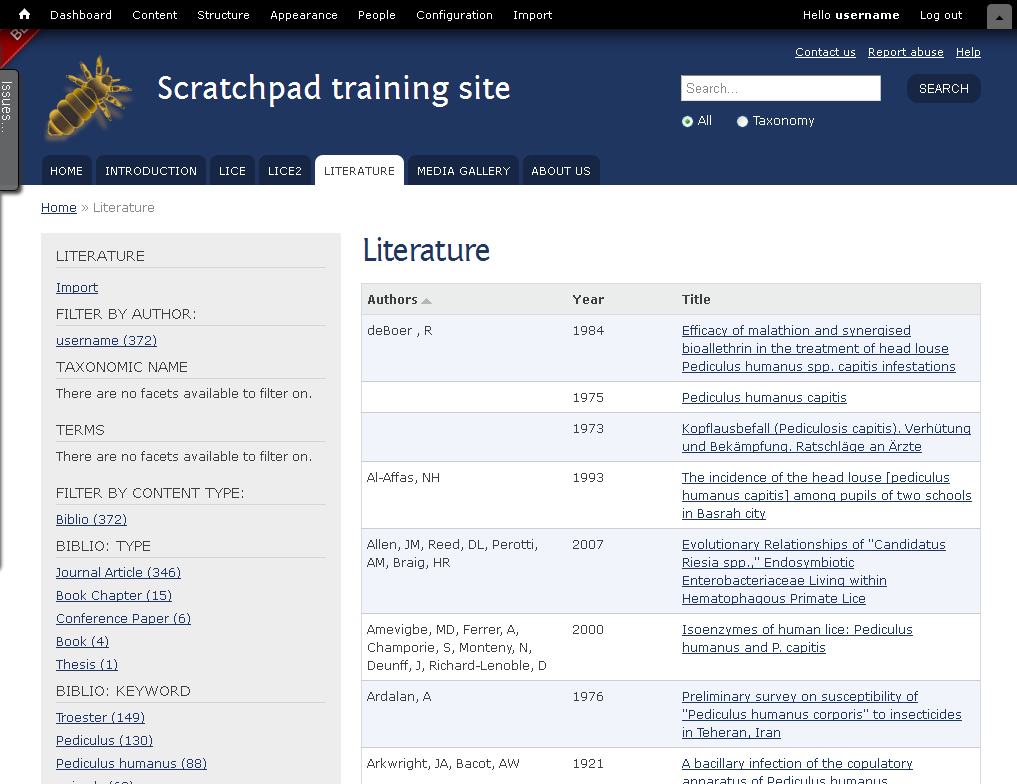 Dashboard Content Structure Appearance People Configuration Import Hello username Log out
Issues...
Contact us Report abuse Help
Scratchpad training site
Search... SEARCH
All Taxonomy
HOME INTRODUCTION LICE LICE2 LITERATURE MEDIA GALLERY ABOUT US
Home » Literature
LITERATURE
Import
FILTER BY AUTHOR:
username (372)
TAXONOMIC NAME
There are no facets available to filter on.
TERMS
There are no facets available to filter on.
FILTER BY CONTENT TYPE:
Biblio (372)
BIBLIO: TYPE
Journal Article (346)
Book Chapter (15)
Conference Paper (6)
Book (4)
Thesis (1)
BIBLIO: KEYWORD
Troester (149)
Pediculus (130)
Pediculus humanus (88)
Literature
Authors Year Title
deBoer , R 1984 Efficacy of malathion and synergised
bioallethrin in the treatment of head louse
Pediculus humanus spp. capitis infestations
1975 Pediculus humanus capitis
1973 Kopflausbefall (Pediculosis capitis). Verhütung
und Bekämpfung. Ratschläge an Ärzte
Al-Affas, NH 1993 The incidence of the head louse [pediculus
humanus capitis] among pupils of two schools
in Basrah city
Allen, JM, Reed, DL, Perotti, 2007 Evolutionary Relationships of "Candidatus
AM, Braig, HR Riesia spp.," Endosymbiotic
Enterobacteriaceae Living within
Hematophagous Primate Lice
Amevigbe, MD, Ferrer, A, 2000 Isoenzymes of human lice: Pediculus
Champorie, S, Monteny, N, humanus and P. capitis
Deunff, J, Richard-Lenoble, D
Ardalan, A 1976 Preliminary survey on susceptibility of
"Pediculus humanus corporis" to insecticides
in Teheran, Iran
Arkwright, JA, Bacot, AW 1921 A bacillary infection of the copulatory
apparatus of Pediculus humanus